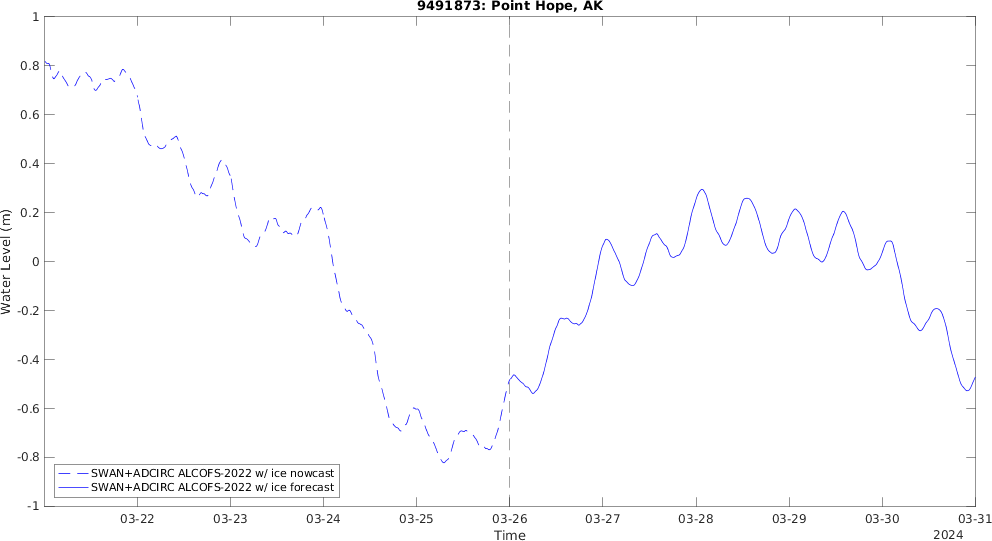 9491873: Point Hope, AK
1
0.8
0.6
0.4
0.2
0
-0.2
-0.4
-0.6
-0.8
-1
Water Level (m)
SWAN+ADCIRC ALCOFS-2022 w/ ice nowcast
SWAN+ADCIRC ALCOFS-2022 w/ ice forecast
03-22 03-23 03-24 03-25 03-26 03-27 03-28 03-29 03-30 03-31
Time
2024